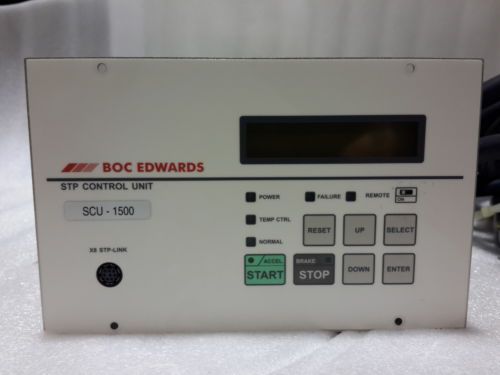 BOC EDWARDS
STP CONTROL UNIT
SCU - 1500
X8 STP-LINK
POWER
FAILURE
REMOTE
ON
TEMP CTRL
NORMAL
RESET
UP
SELECT
ACCEL.
START
BRAKE
STOP
DOWN
ENTER